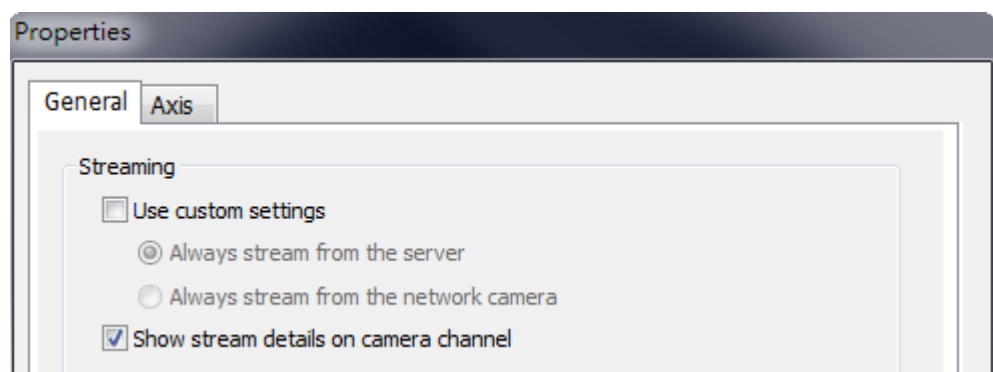 Properties
General Axis
Streaming
Use custom settings
Always stream from the server
Always stream from the network camera
Show stream details on camera channel